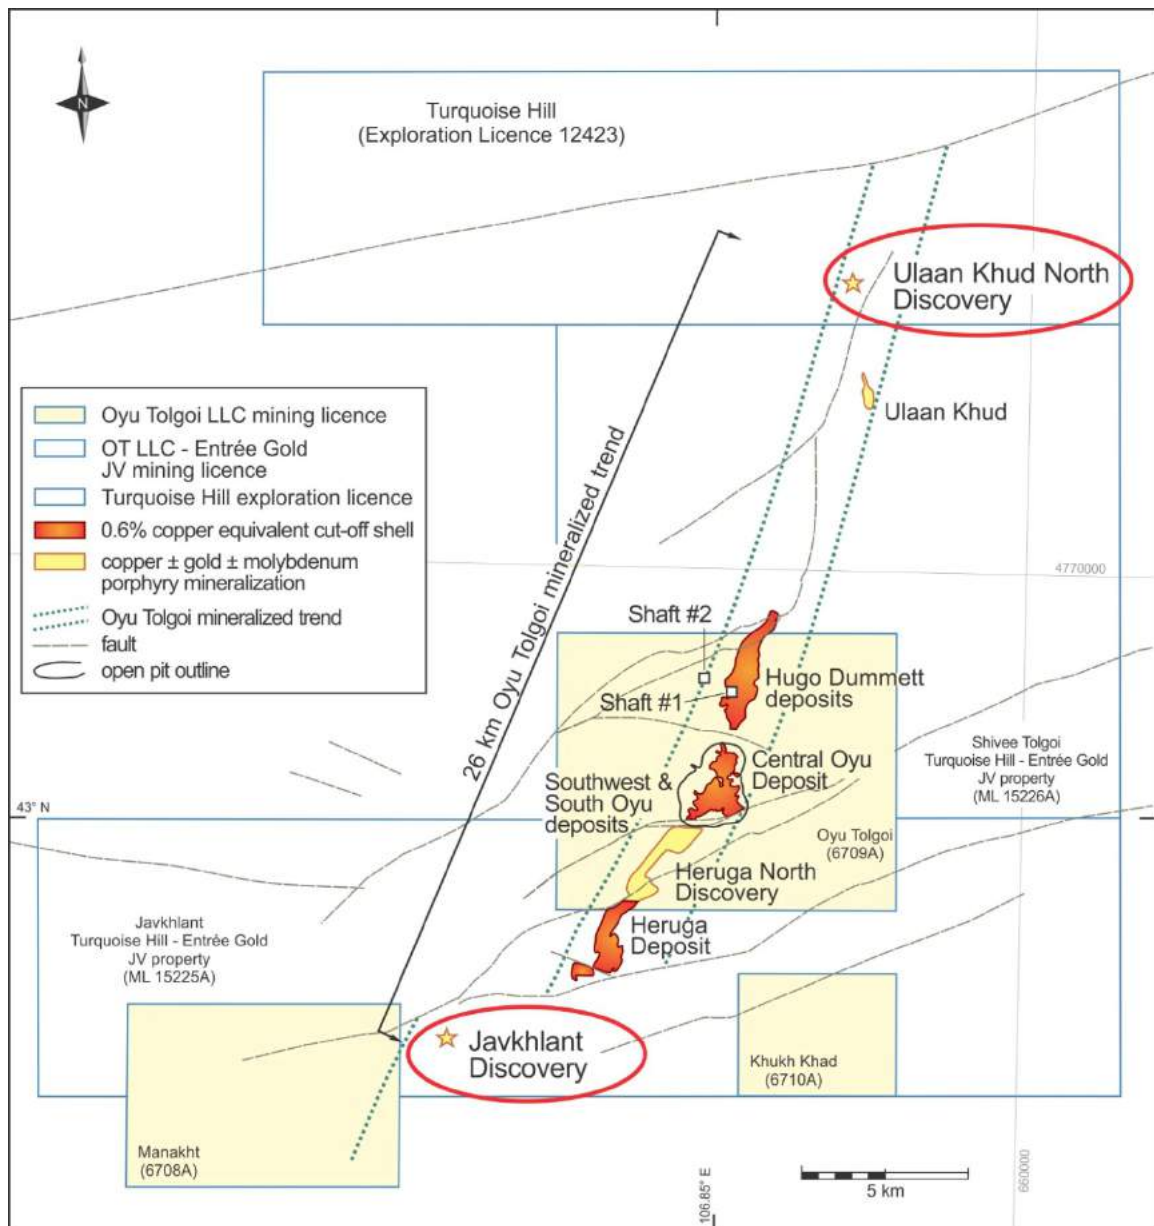 N
Turquoise Hill
(Exploration Licence 12423)
Ulaan Khud North
Discovery
Ulaan Khud
Oyu Tolgoi LLC mining licence
OT LLC - Entrée Gold
JV mining licence
Turquoise Hill exploration licence
0.6% copper equivalent cut-off shell
copper ± gold ± molybdenum
porphyry mineralization
Oyu Tolgoi mineralized trend
fault
open pit outline
26 km Oyu Tolgoi mineralized trend
4770000
Shaft #2
Shaft #1
Hugo Dummett
deposits
Central Oyu
Deposit
Southwest &
South Oyu
deposits
Shivee Tolgoi
Turquoise Hill - Entrée Gold
JV property
(ML 15226A)
43° N
Oyu Tolgoi
(6709A)
Heruga North
Discovery
Heruga
Deposit
Javkhlant
Turquoise Hill - Entrée Gold
JV property
(ML 15225A)
Javkhlant
Discovery
Khukh Khad
(6710A)
Manakht
(6708A)
106.85° E
5 km
660000